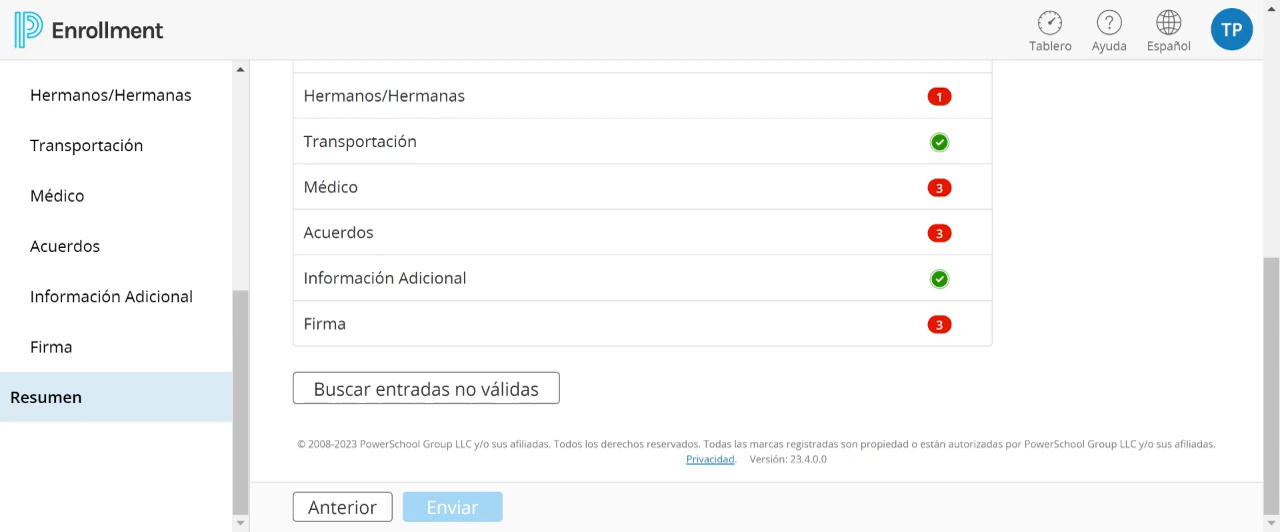 Enrollment
Tablero
Ayuda
Español
TP
Hermanos/Hermanas
Transportación
Médico
Acuerdos
Información Adicional
Firma
Resumen
Hermanos/Hermanas 1
Transportación
Médico 3
Acuerdos 3
Información Adicional
Firma 3
Buscar entradas no válidas
© 2008-2023 PowerSchool Group LLC y/o sus afiliadas. Todos los derechos reservados. Todas las marcas registradas son propiedad o están autorizadas por PowerSchool Group LLC y/o sus afiliadas.
Privacidad. Versión: 23.4.0.0
Anterior
Enviar